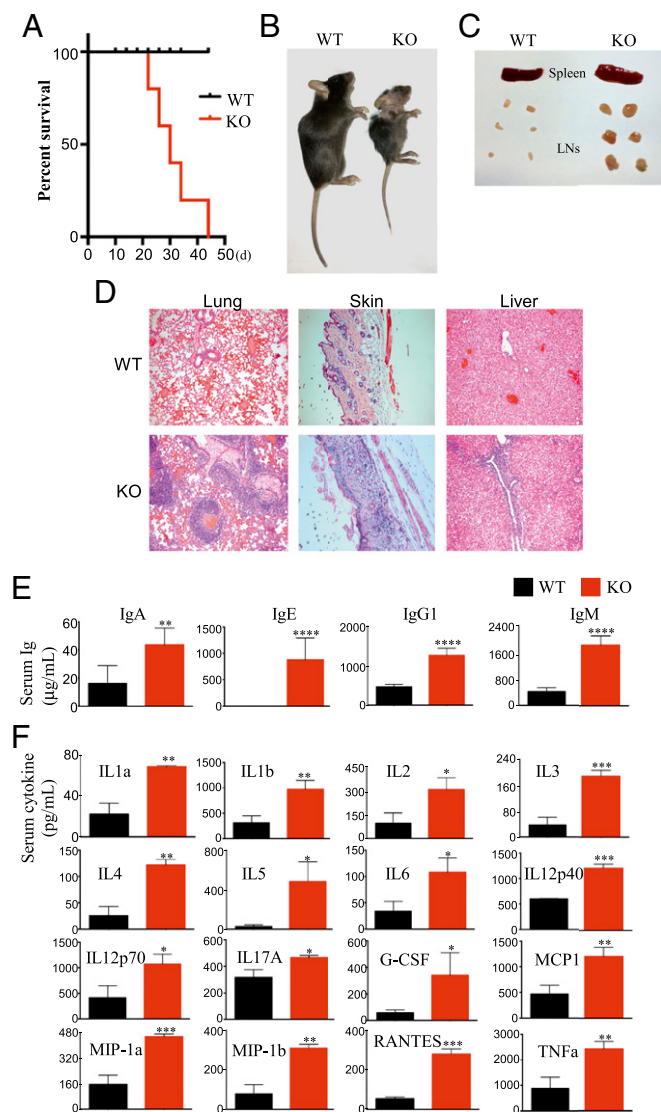 A
100
50
0
Percent survival
0 10 20 30 40 50 (d)
WT
KO
B
WT KO
C
WT KO
Spleen
LNs
D
Lung Skin Liver
WT
KO
E
WT KO
Serum Ig
(µg/mL)
IgA IgE IgG1 IgM
** **** **** ****
60 1500 2000 2400
40 1000 1600
20 500 1000 800
0 0 0 0
F
Serum cytokine
(pg/mL)
IL1a IL1b IL2 IL3
** ** * ***
80 1500 450 240
40 1000 300 160
500 150 80
0 0 0 0
IL4 IL5 IL6 IL12p40
** * * ***
150 800 150 1500
100 600 100 1000
50 400 50 500
200
0 0 0 0
IL12p70 IL17A G-CSF MCP1
* * * **
1500 600 600 1500
1000 400 400 1000
500 200 200 500
0 0 0 0
MIP-1a MIP-1b RANTES TNFa
*** ** *** **
480 400 400 3000
320 2000
160 200 200 1000
0 0 0 0